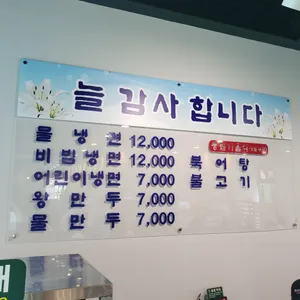 늘 감사 합니다
물 냉 면 12,000
비 빔 냉 면 12,000 북 어 탕
어린이냉면 7,000 불 고 기
왕 만 두 7,000
물 만 두 7,000